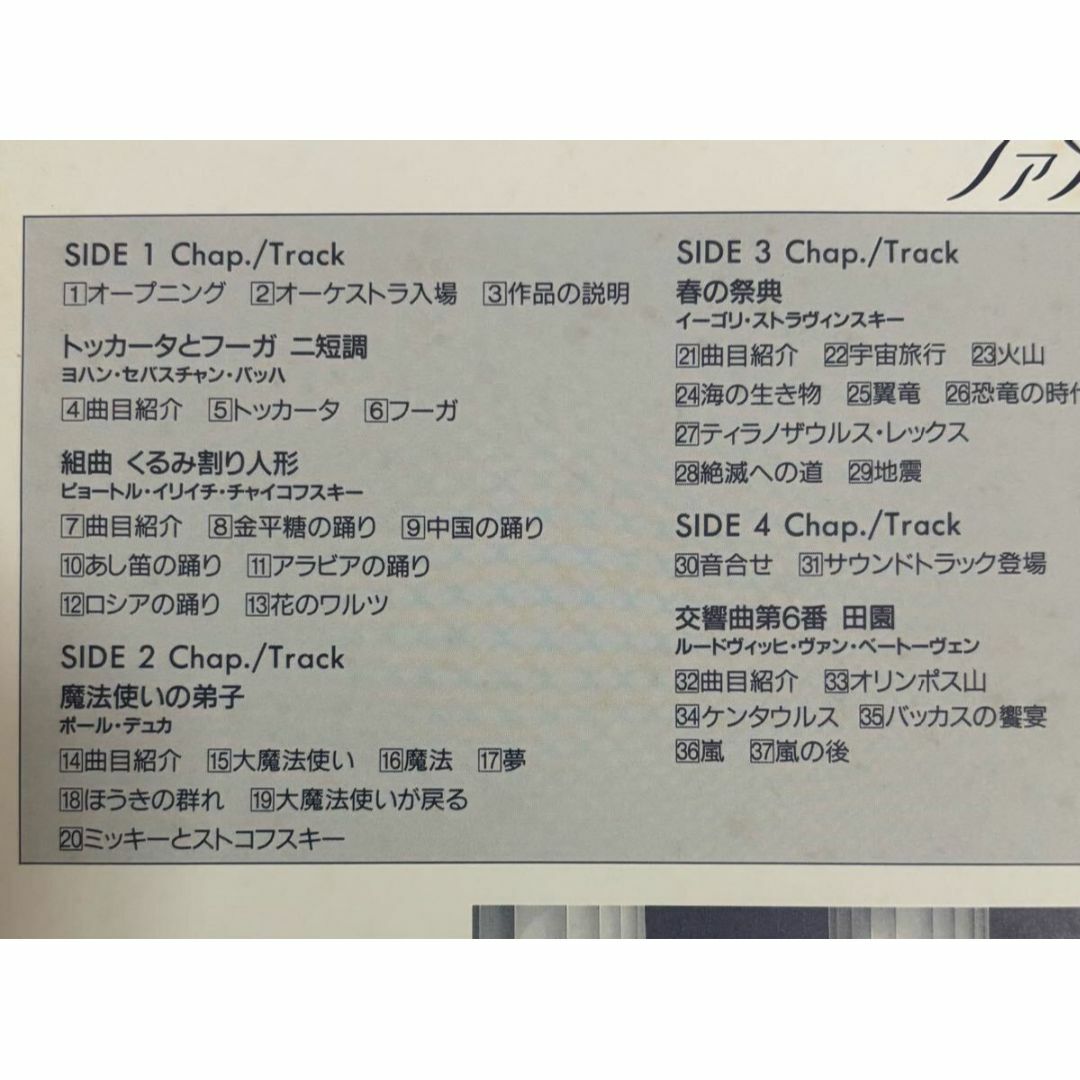 ファ
SIDE 1 Chap./Track
1オープニング 2オーケストラ入場 3作品の説明
トッカータとフーガ ニ短調
ヨハン・セバスチャン・バッハ
4曲目紹介 5トッカータ 6フーガ
組曲 くるみ割り人形
ピョートル・イリイチ・チャイコフスキー
7曲目紹介 8金平糖の踊り 9中国の踊り
10あし笛の踊り 11アラビアの踊り
12ロシアの踊り 13花のワルツ
SIDE 2 Chap./Track
魔法使いの弟子
ポール・デュカ
14曲目紹介 15大魔法使い 16魔法 17夢
18ほうきの群れ 19大魔法使いが戻る
20ミッキーとストコフスキー
SIDE 3 Chap./Track
春の祭典
イーゴリ・ストラヴィンスキー
21曲目紹介 22宇宙旅行 23火山
24海の生き物 25翼竜 26恐竜の時代
27ティラノザウルス・レックス
28絶滅への道 29地震
SIDE 4 Chap./Track
30音合せ 31サウンドトラック登場
交響曲第6番 田園
ルードヴィッヒ・ヴァン・ベートーヴェン
32曲目紹介 33オリンポス山
34ケンタウルス 35バッカスの饗宴
36嵐 37嵐の後